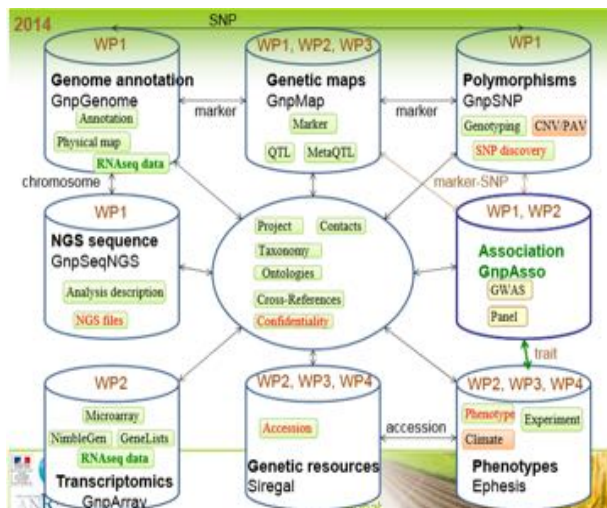 2014
SNP
WP1
WP1, WP2, WP3
WP1
Genome annotation
GnpGenome
Annotation
Physical map
RNAseq data
marker
Genetic maps
GnpMap
Marker
QTL
MetaQTL
marker
Polymorphisms
GnpSNP
Genotyping
CNV/PAV
SNP discovery
chromosome
marker-SNP
WP1
NGS sequence
GnpSeqNGS
Analysis description
NGS files
Project
Contacts
Taxonomy
Ontologies
Cross-References
Confidentiality
WP1, WP2
Association
GnpAsso
GWAS
Panel
trait
WP2
Microarray
NimbleGen
GeneLists
RNAseq data
Transcriptomics
GnpArray
WP2, WP3, WP4
Accession
Genetic resources
Siregal
accession
WP2, WP3, WP4
Phenotype
Experiment
Climate
Phenotypes
Ephesis